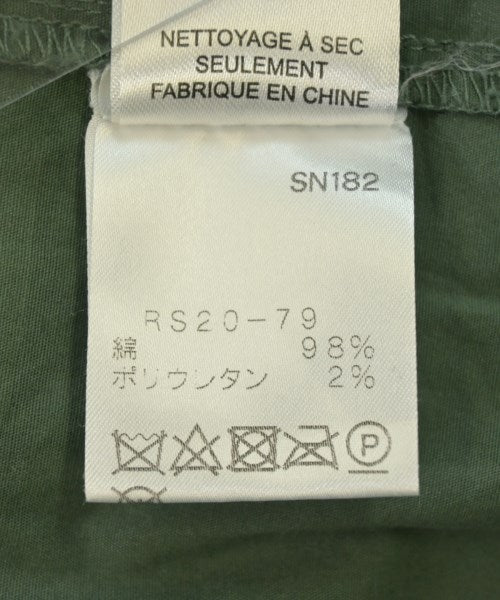 NETTOYAGE À SEC
SEULEMENT
FABRIQUE EN CHINE
SN182
RS20-79
綿 98%
ポリウレタン 2%
P